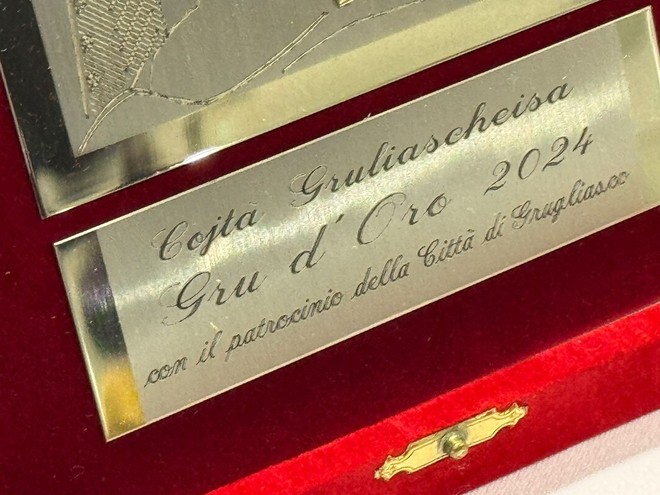 Cojtà Gruliascheisa
Gru d'Oro 2024
con il patrocinio della Città di Grugliasco